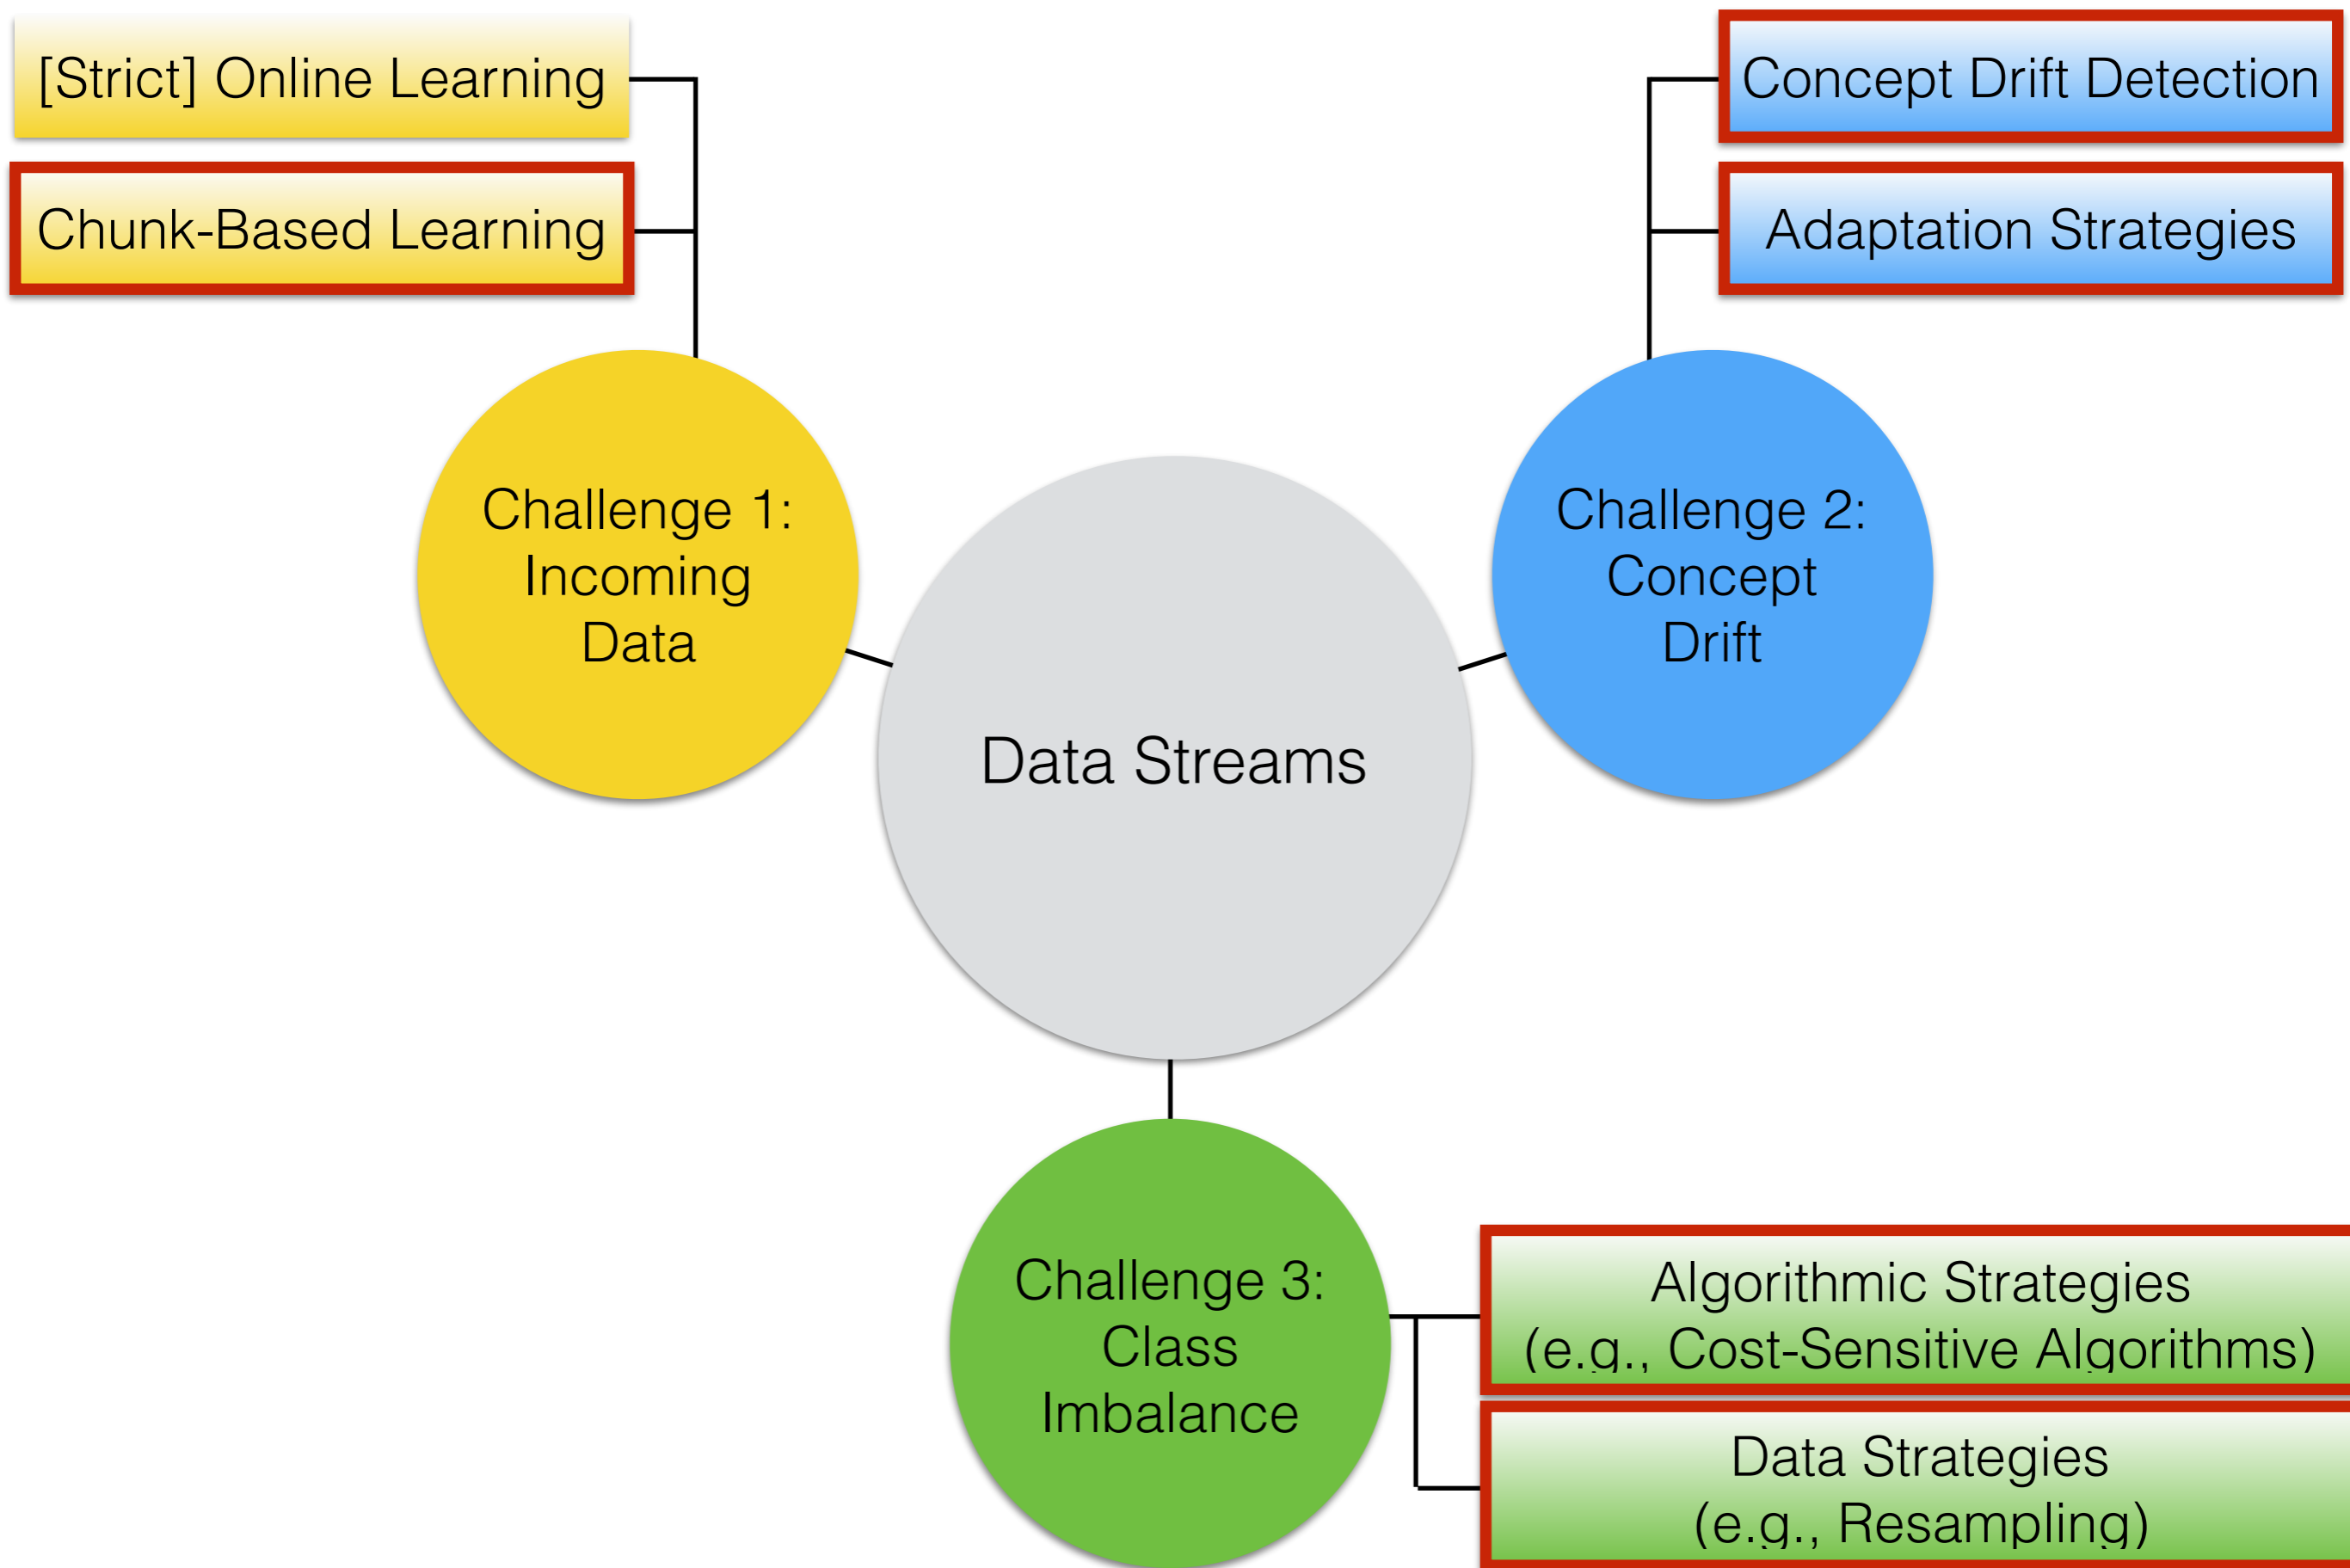 [Strict] Online Learning
Chunk-Based Learning
Concept Drift Detection
Adaptation Strategies
Challenge 1:
Incoming
Data
Challenge 2:
Concept
Drift
Data Streams
Challenge 3:
Class
Imbalance
Algorithmic Strategies
(e.g., Cost-Sensitive Algorithms)
Data Strategies
(e.g., Resampling)